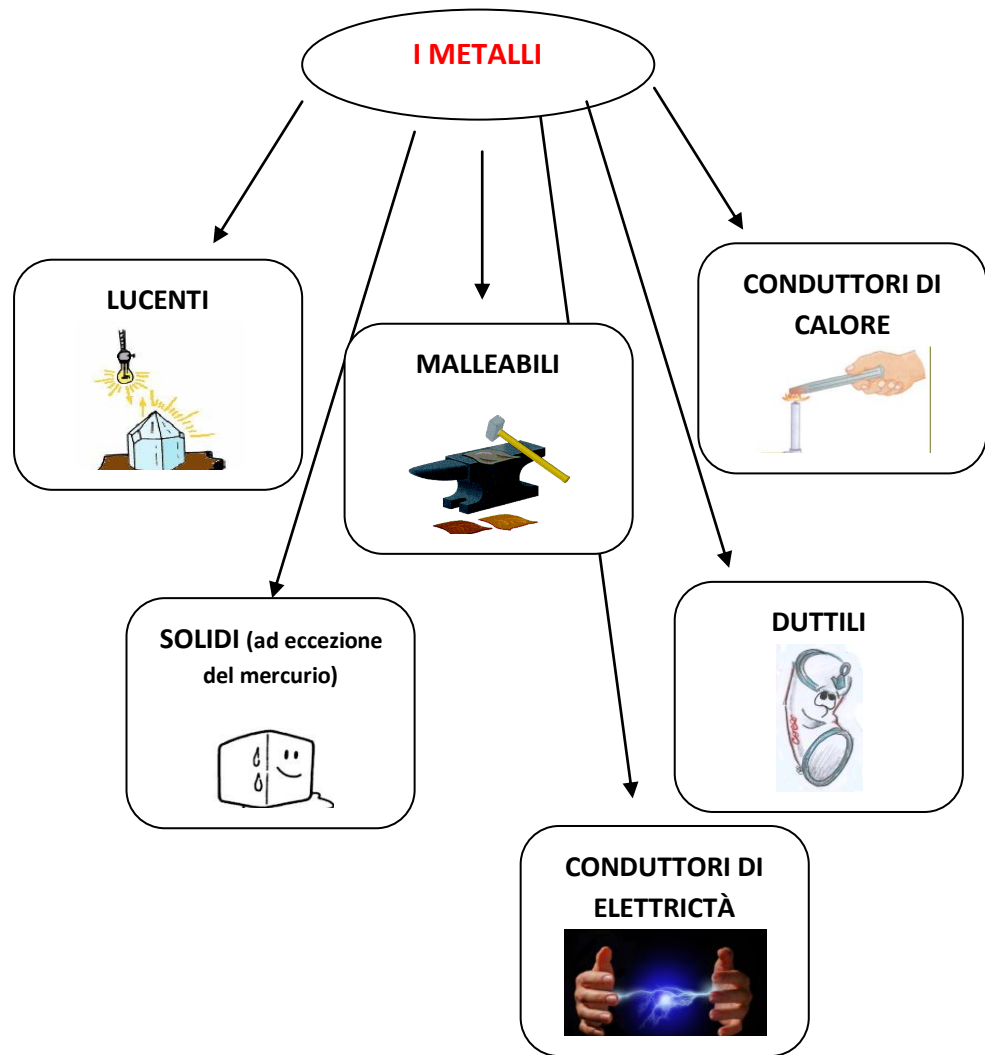 I METALLI
LUCENTI
CONDUTTORI DI
CALORE
MALLEABILI
SOLIDI (ad eccezione
del mercurio)
DUTTILI
CONDUTTORI DI
ELETTRICTÀ